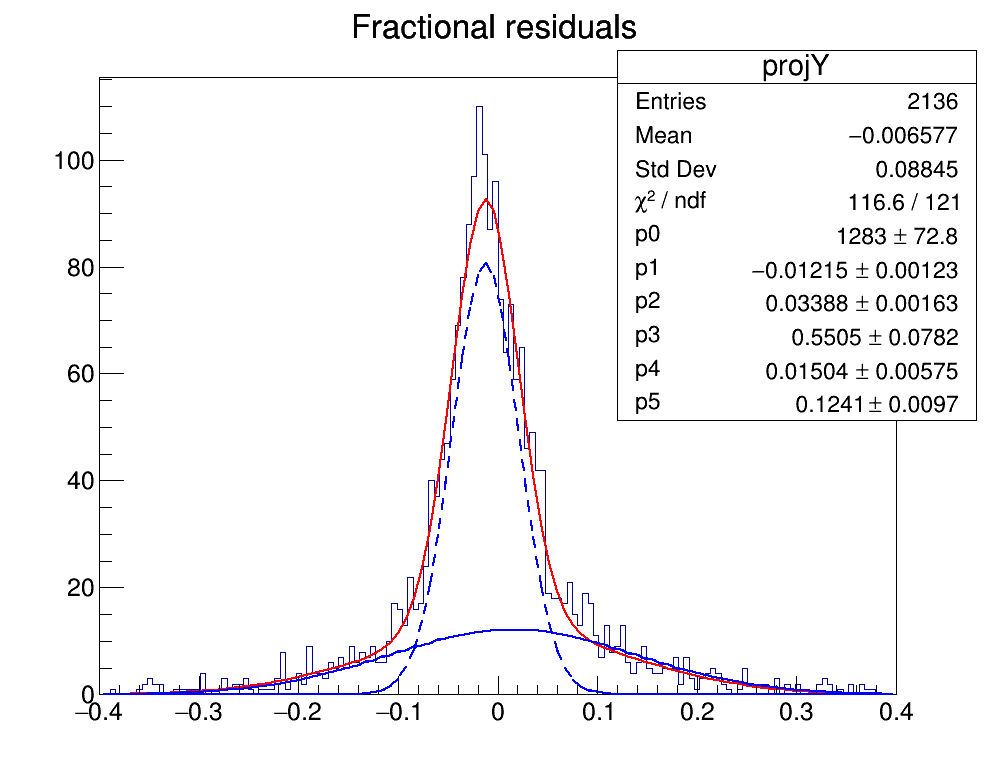 Fractional residuals
projY
Entries 2136
Mean −0.006577
Std Dev 0.08845
χ² / ndf 116.6 / 121
p0 1283 ± 72.8
p1 −0.01215 ± 0.00123
p2 0.03388 ± 0.00163
p3 0.5505 ± 0.0782
p4 0.01504 ± 0.00575
p5 0.1241 ± 0.0097
100
80
60
40
20
0
−0.4 −0.3 −0.2 −0.1 0 0.1 0.2 0.3 0.4